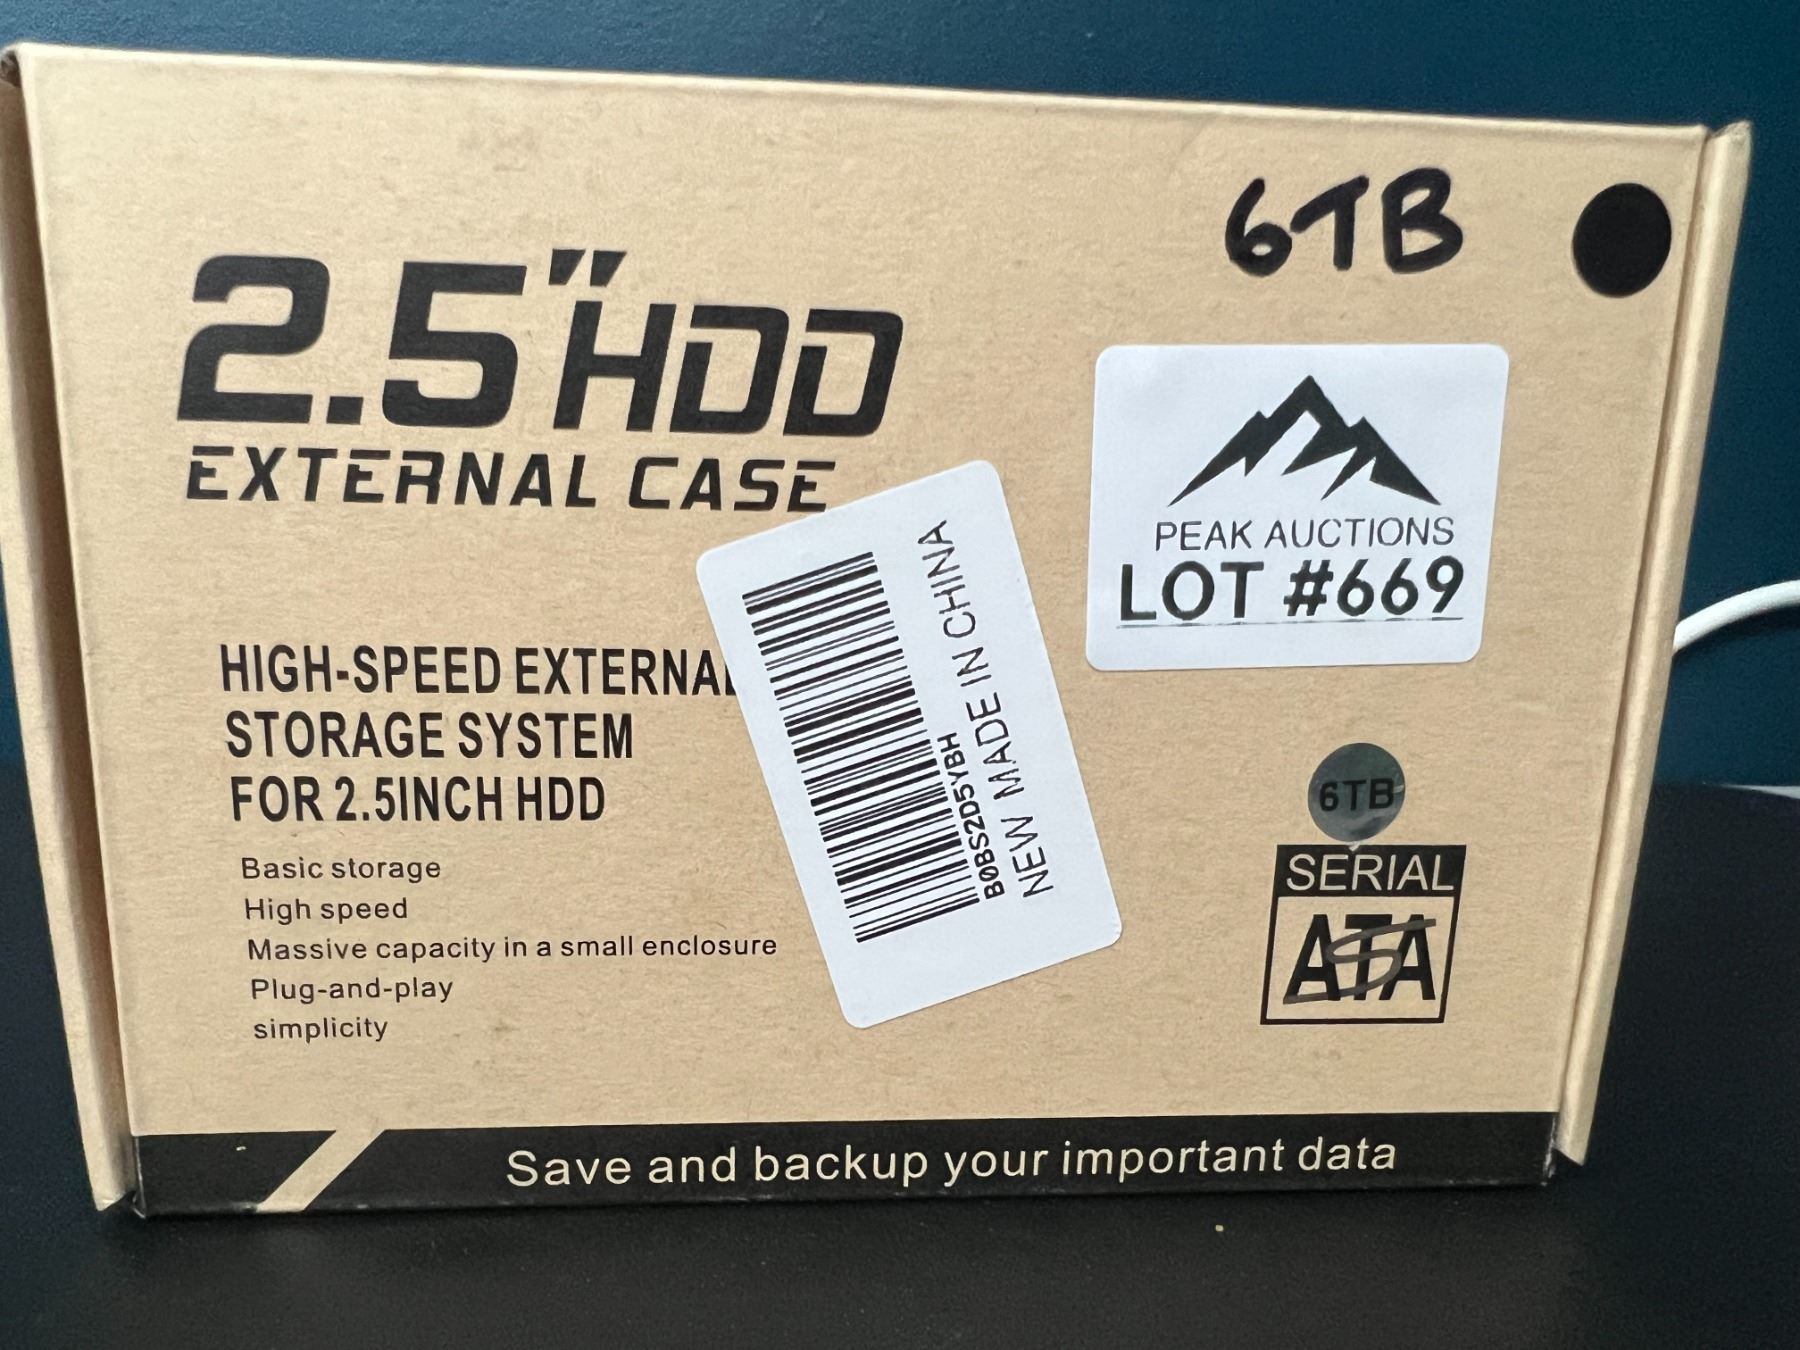 6TB
2.5"HDD
EXTERNAL CASE
PEAK AUCTIONS
LOT #669
HIGH-SPEED EXTERNAL
STORAGE SYSTEM
FOR 2.5INCH HDD
Basic storage
High speed
Massive capacity in a small enclosure
Plug-and-play
simplicity
B0BS2D5YBH
NEW MADE IN CHINA
6TB
SERIAL
ATA
Save and backup your important data